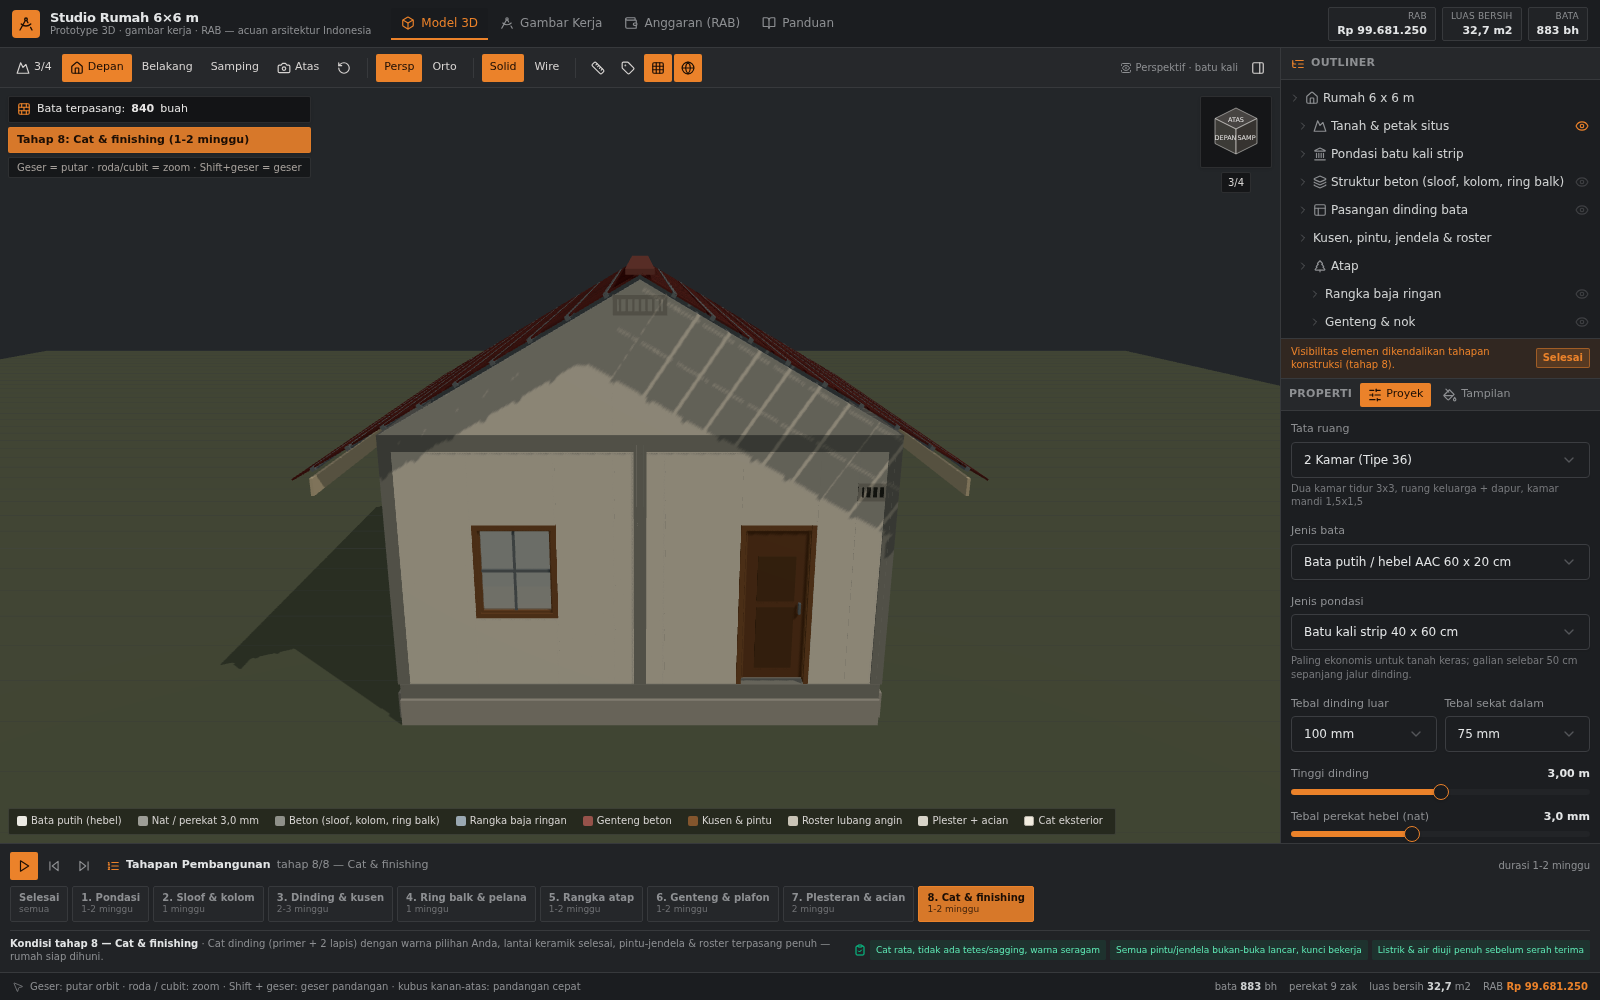 Studio Rumah 6×6 m
Prototype 3D · gambar kerja · RAB — acuan arsitektur Indonesia
Model 3D
Gambar Kerja
Anggaran (RAB)
Panduan
RAB
Rp 99.681.250
LUAS BERSIH
32,7 m2
BATA
883 bh
3/4
Depan
Belakang
Samping
Atas
Persp
Orto
Solid
Wire
Perspektif · batu kali
Bata terpasang: 840 buah
Tahap 8: Cat & finishing (1-2 minggu)
Geser = putar · roda/cubit = zoom · Shift+geser = geser
ATAS
DEPAN
SAMP
3/4
OUTLINER
Rumah 6 x 6 m
Tanah & petak situs
Pondasi batu kali strip
Struktur beton (sloof, kolom, ring balk)
Pasangan dinding bata
Kusen, pintu, jendela & roster
Atap
Rangka baja ringan
Genteng & nok
Visibilitas elemen dikendalikan tahapan
konstruksi (tahap 8).
Selesai
PROPERTI
Proyek
Tampilan
Tata ruang
2 Kamar (Tipe 36)
Dua kamar tidur 3x3, ruang keluarga + dapur, kamar
mandi 1,5x1,5
Jenis bata
Bata putih / hebel AAC 60 x 20 cm
Jenis pondasi
Batu kali strip 40 x 60 cm
Paling ekonomis untuk tanah keras; galian selebar 50 cm
sepanjang jalur dinding.
Tebal dinding luar
Tebal sekat dalam
100 mm
75 mm
Tinggi dinding
3,00 m
Tebal perekat hebel (nat)
3,0 mm
Bata putih (hebel)
Nat / perekat 3,0 mm
Beton (sloof, kolom, ring balk)
Rangka baja ringan
Genteng beton
Kusen & pintu
Roster lubang angin
Plester + acian
Cat eksterior
Tahapan Pembangunan
tahap 8/8 — Cat & finishing
durasi 1-2 minggu
Selesai
semua
1. Pondasi
1-2 minggu
2. Sloof & kolom
1 minggu
3. Dinding & kusen
2-3 minggu
4. Ring balk & pelana
1 minggu
5. Rangka atap
1-2 minggu
6. Genteng & plafon
1-2 minggu
7. Plesteran & acian
2 minggu
8. Cat & finishing
1-2 minggu
Kondisi tahap 8 — Cat & finishing · Cat dinding (primer + 2 lapis) dengan warna pilihan Anda, lantai keramik selesai, pintu-jendela & roster terpasang penuh —
rumah siap dihuni.
Cat rata, tidak ada tetes/sagging, warna seragam
Semua pintu/jendela bukan-buka lancar, kunci bekerja
Listrik & air diuji penuh sebelum serah terima
Geser: putar orbit · roda / cubit: zoom · Shift + geser: geser pandangan · kubus kanan-atas: pandangan cepat
bata 883 bh
perekat 9 zak
luas bersih 32,7 m2
RAB Rp 99.681.250